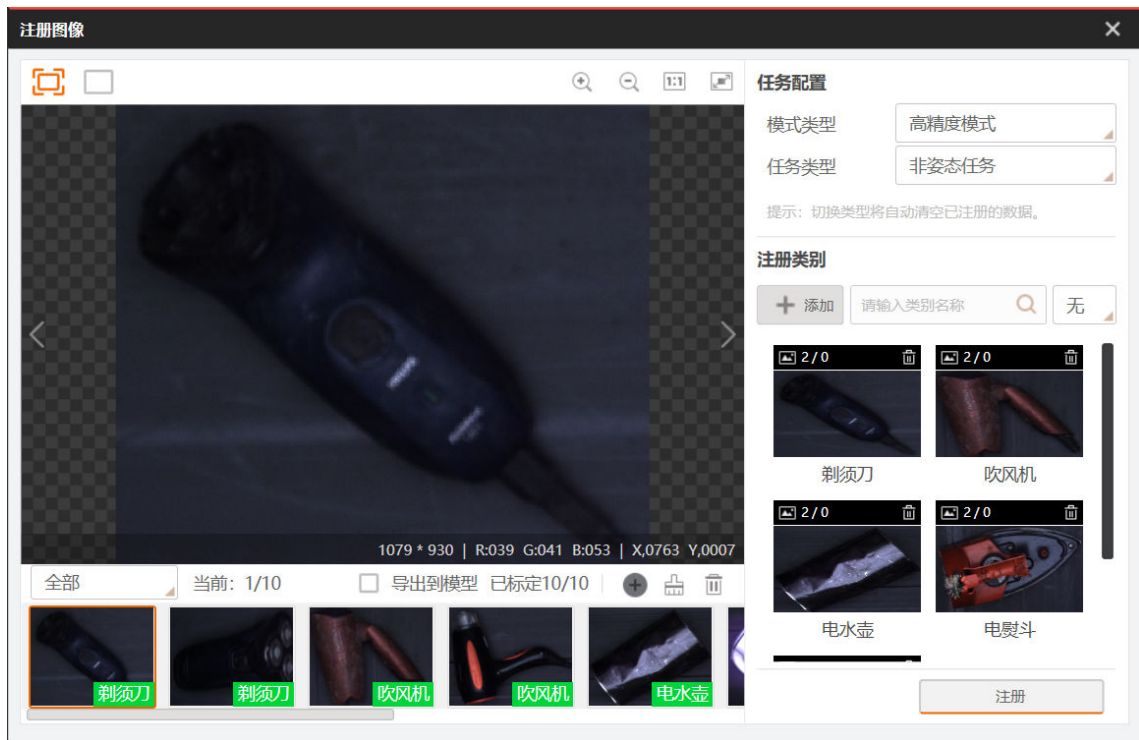 注册图像
1:1
任务配置
模式类型
高精度模式
任务类型
非姿态任务
提示：切换类型将自动清空已注册的数据。
注册类别
添加
请输入类别名称
无
2/0
2/0
剃须刀
吹风机
2/0
2/0
电水壶
电熨斗
1079 * 930 | R:039 G:041 B:053 | X,0763 Y,0007
全部
当前：1/10
导出到模型 已标定10/10
剃须刀
剃须刀
吹风机
吹风机
电水壶
注册